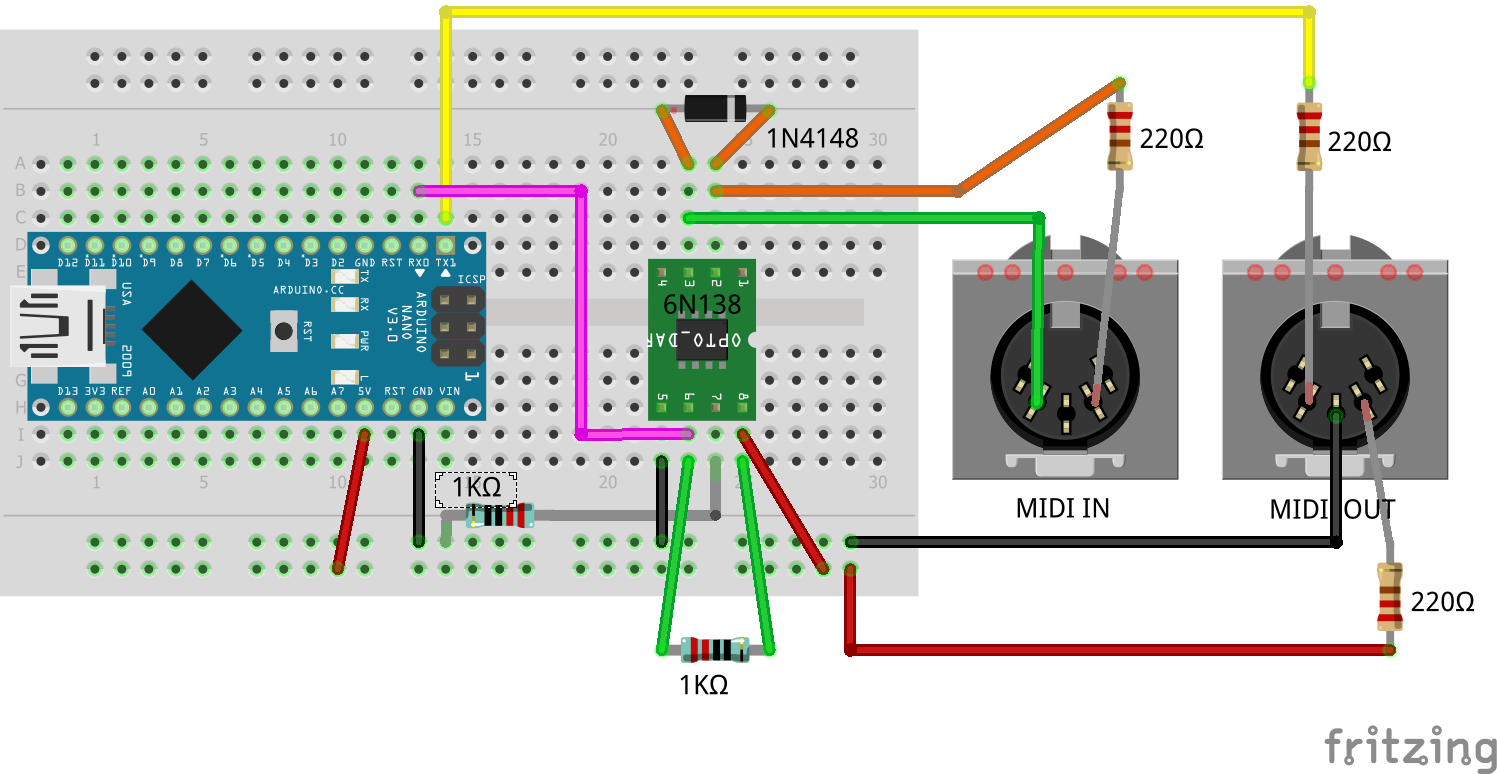 1N4148
220Ω
220Ω
1 5 10 15 20 30
A
B
C
D
E
G
H
I
J
D12 D11 D10 D9 D8 D7 D6 D5 D4 D3 D2 GND RST RX0 TX1
USA
2009
ARDUINO.CC
RST
TX
RX
PWR
L
ARDUINO
NANO
V3.0
ICSP
1
D13 3V3 REF A0 A1 A2 A3 A4 A5 A6 A7 5V RST GND VIN
4 3 2 1
6N138
5 6 7 8
1 5 10 20 30
1KΩ
MIDI IN
MIDI OUT
220Ω
1KΩ
fritzing